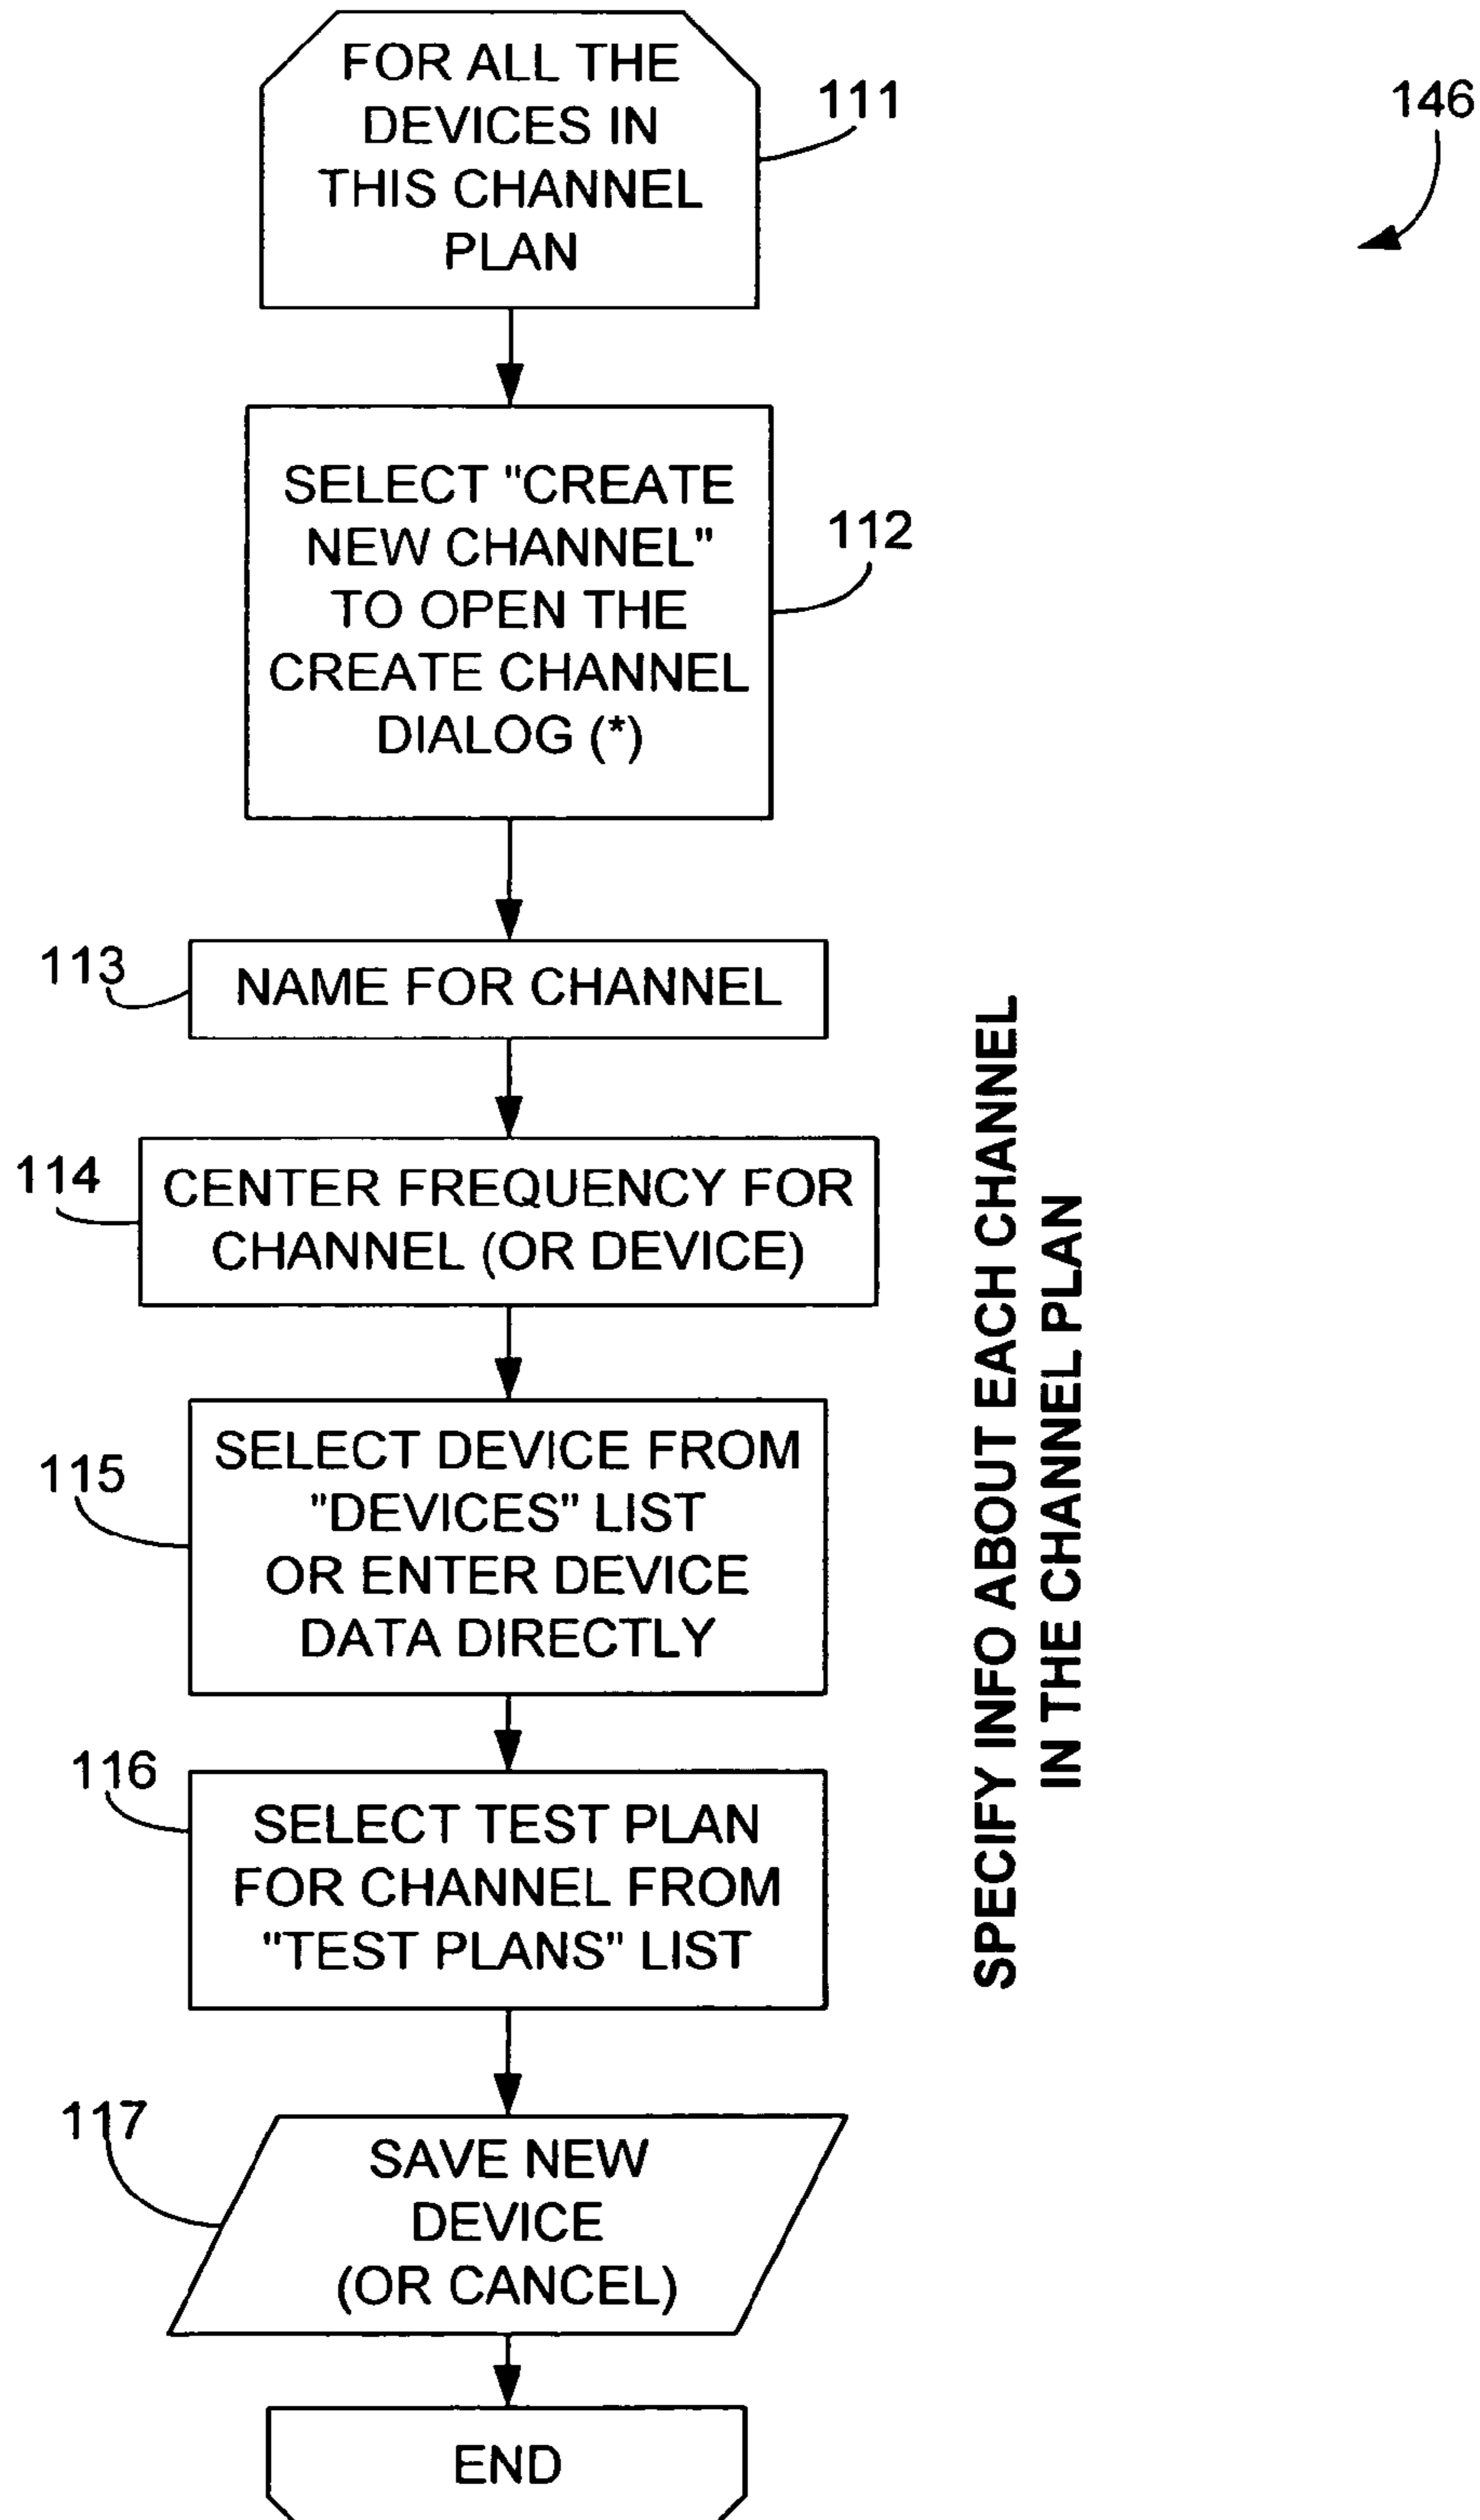 FOR ALL THE
DEVICES IN
THIS CHANNEL
PLAN
111
146
SELECT "CREATE
NEW CHANNEL"
TO OPEN THE
CREATE CHANNEL
DIALOG (*)
112
113
NAME FOR CHANNEL
114
CENTER FREQUENCY FOR
CHANNEL (OR DEVICE)
115
SELECT DEVICE FROM
"DEVICES" LIST
OR ENTER DEVICE
DATA DIRECTLY
116
SELECT TEST PLAN
FOR CHANNEL FROM
"TEST PLANS" LIST
117
SAVE NEW
DEVICE
(OR CANCEL)
END
SPECIFY INFO ABOUT EACH CHANNEL
IN THE CHANNEL PLAN